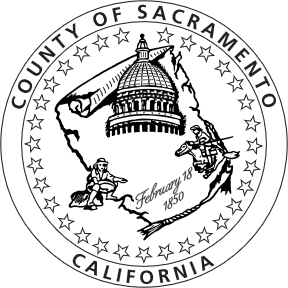 COUNTY OF SACRAMENTO
February 18
1850
CALIFORNIA